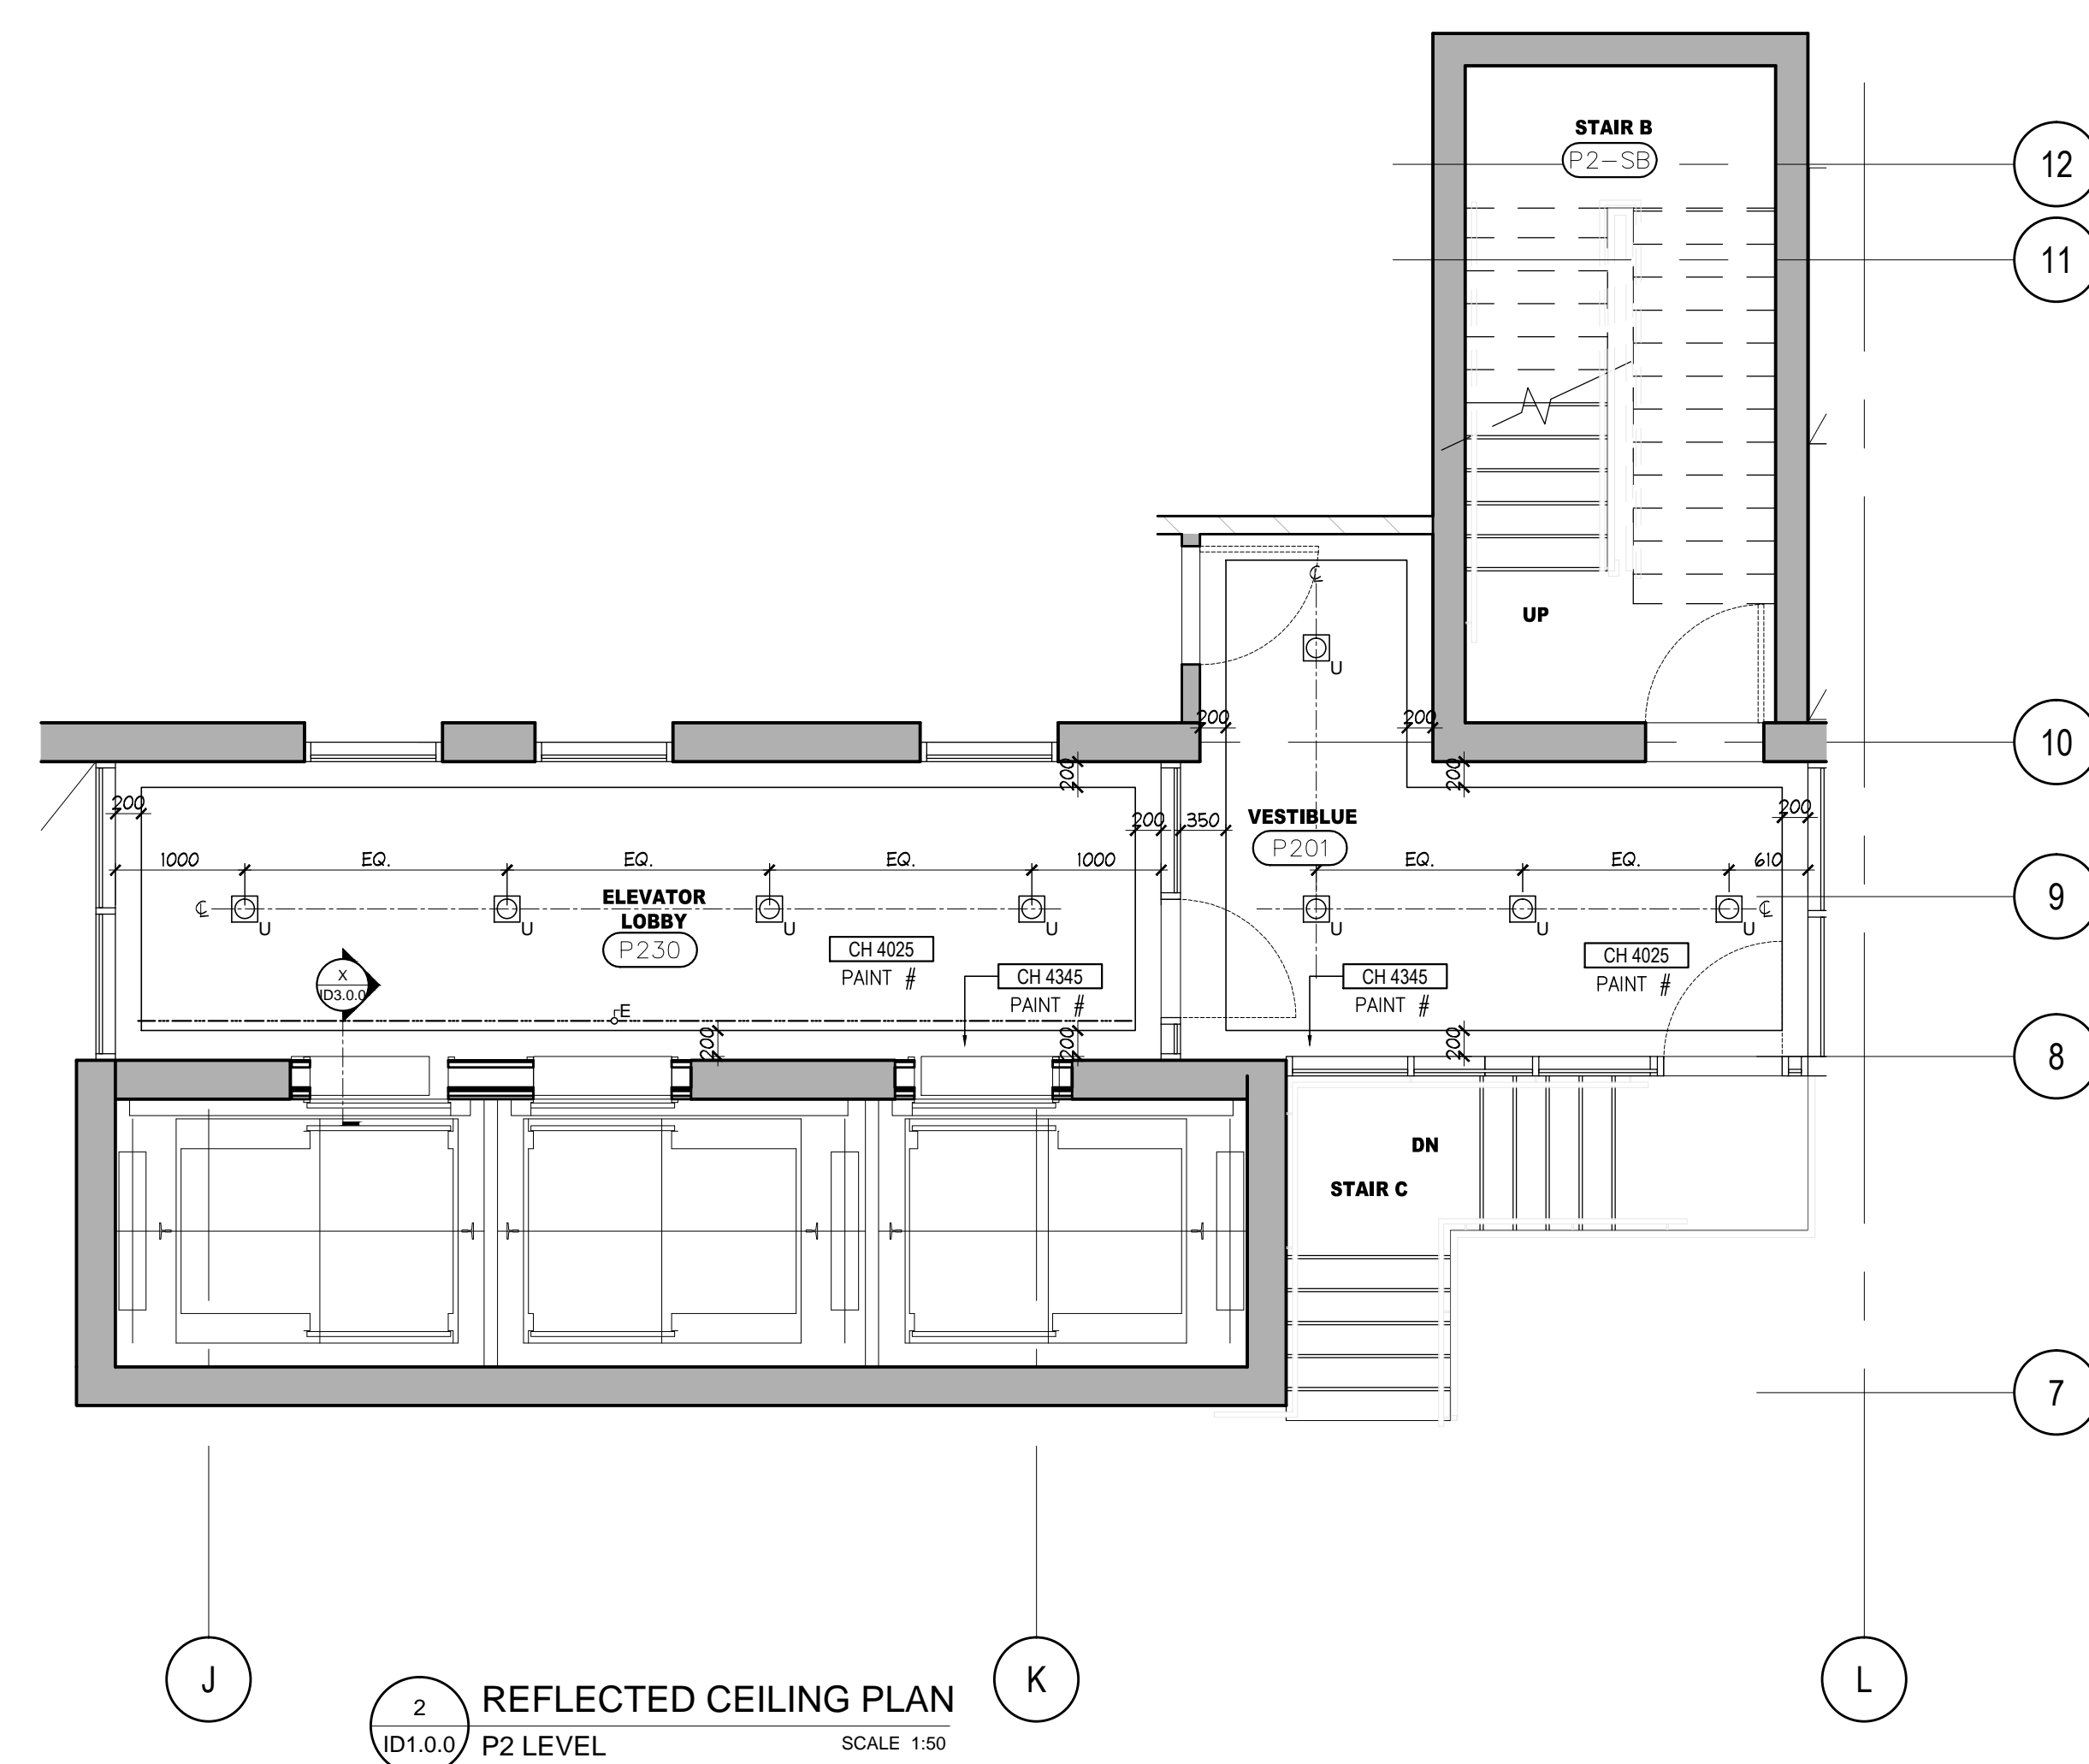 STAIR B
P2-SB
12
11
UP
℄
U
200
200
10
200
200
200
200
200
350
VESTIBLUE
P201
1000
EQ.
EQ.
EQ.
1000
EQ.
EQ.
610
℄
ELEVATOR
LOBBY
P230
U
U
U
U
U
U
U
℄
9
CH 4025
PAINT #
CH 4345
PAINT #
CH 4345
PAINT #
CH 4025
PAINT #
X
ID3.0.0
E
200
200
200
8
DN
STAIR C
7
J
K
L
2
ID1.0.0
REFLECTED CEILING PLAN
P2 LEVEL
SCALE 1:50